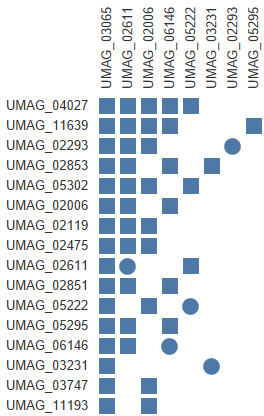 UMAG_03065
UMAG_02611
UMAG_02006
UMAG_06146
UMAG_05222
UMAG_03231
UMAG_02293
UMAG_05295
UMAG_04027
UMAG_11639
UMAG_02293
UMAG_02853
UMAG_05302
UMAG_02006
UMAG_02119
UMAG_02475
UMAG_02611
UMAG_02851
UMAG_05222
UMAG_05295
UMAG_06146
UMAG_03231
UMAG_03747
UMAG_11193